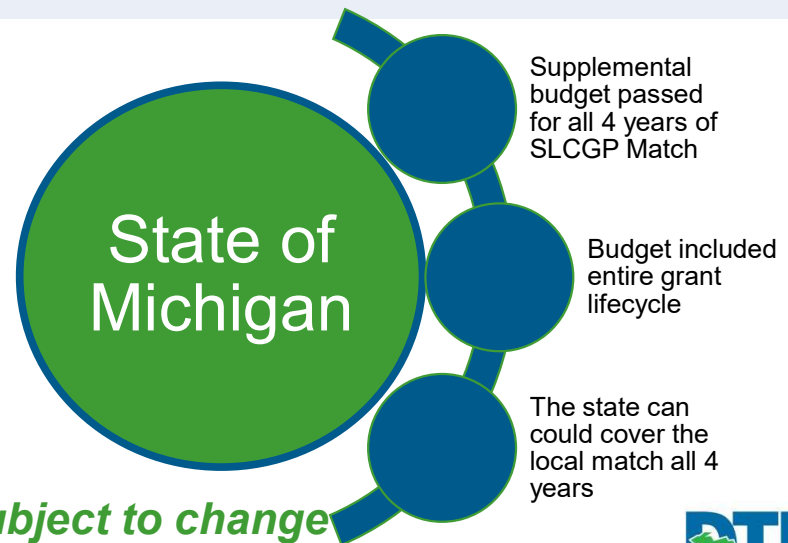 Supplemental
budget passed
for all 4 years of
SLCGP Match
State of
Michigan
Budget included
entire grant
lifecycle
The state can
could cover the
local match all 4
years
to change